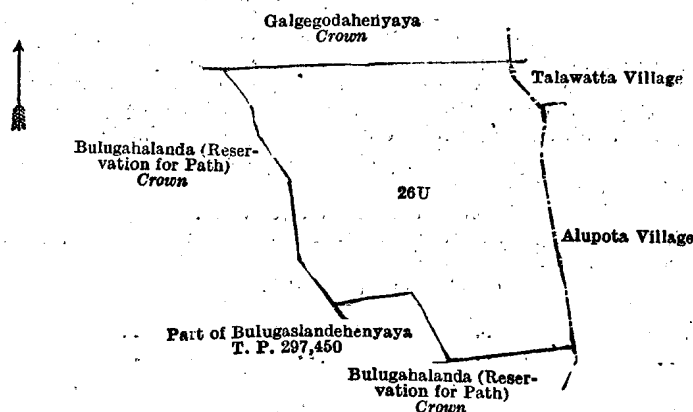 Galgegodahenyaya
Crown
Talawatta Village
Bulugahalanda (Reser-
vation for Path)
Crown
26U
Alupota Village
Part of Bulugaslandehenyaya
T. P. 297,450
Bulugahalanda (Reser-
vation for Path)
Crown